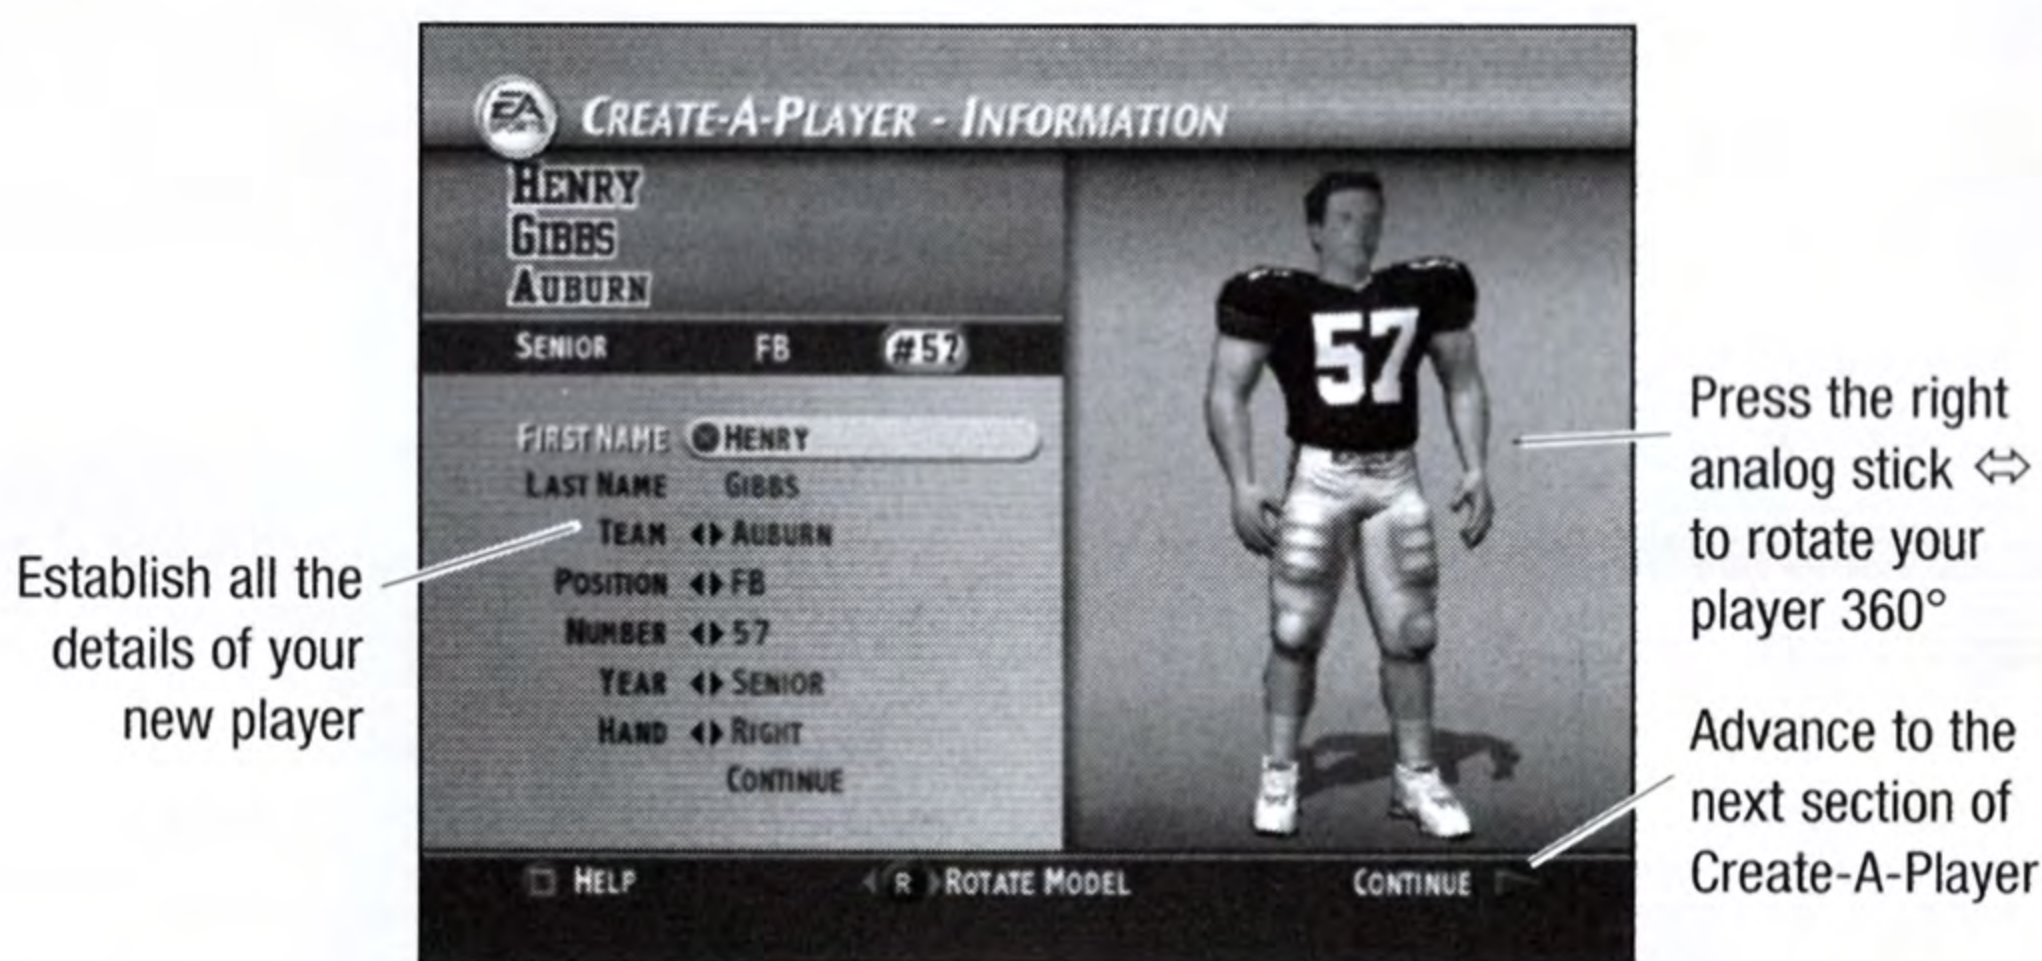 EA SPORTS
CREATE-A-PLAYER - INFORMATION
HENRY
GIBBS
AUBURN
SENIOR FB #57
FIRST NAME HENRY
LAST NAME GIBBS
TEAM AUBURN
POSITION FB
NUMBER 57
YEAR SENIOR
HAND RIGHT
CONTINUE
57
HELP R ROTATE MODEL CONTINUE
Establish all the
details of your
new player
Press the right
analog stick ⇔
to rotate your
player 360°
Advance to the
next section of
Create-A-Player